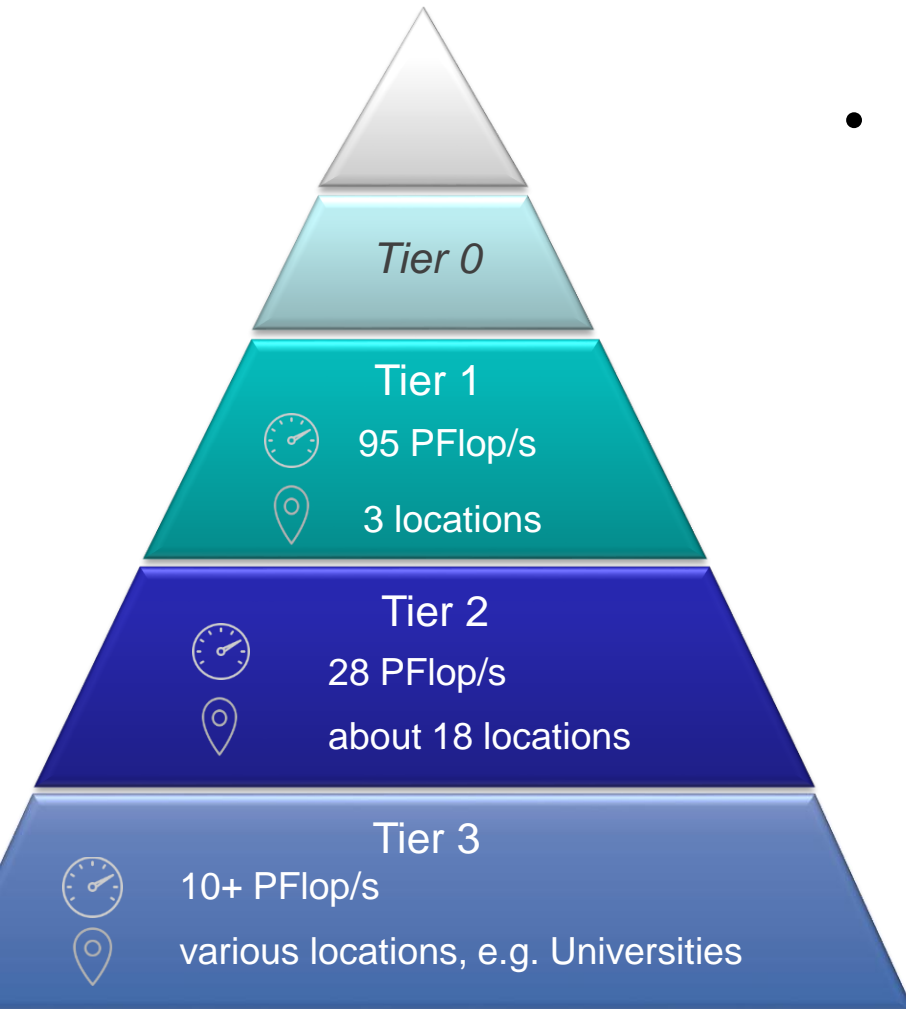 •
Tier 0
Tier 1
95 PFlop/s
3 locations
Tier 2
28 PFlop/s
about 18 locations
Tier 3
10+ PFlop/s
various locations, e.g. Universities